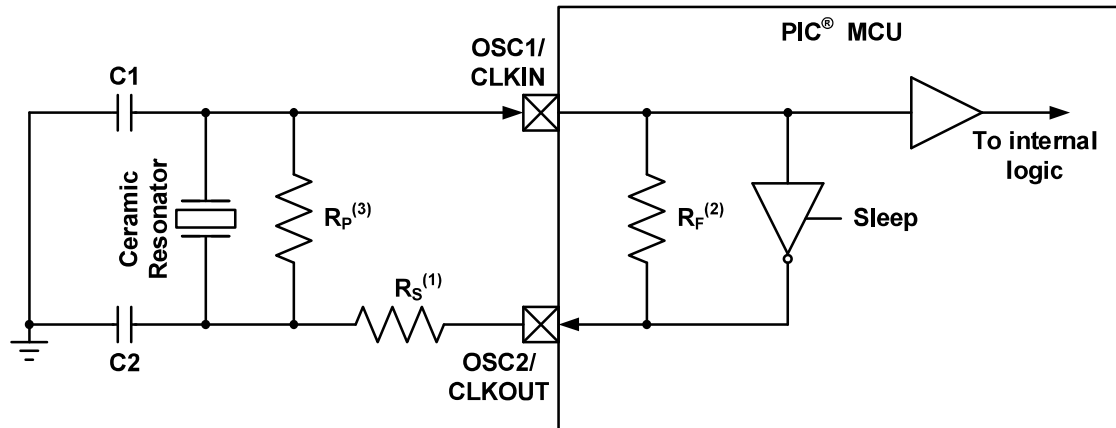 PIC® MCU
OSC1/
CLKIN
C1
To internal
logic
Ceramic
Resonator
RP(3)
RF(2)
Sleep
RS(1)
C2
OSC2/
CLKOUT